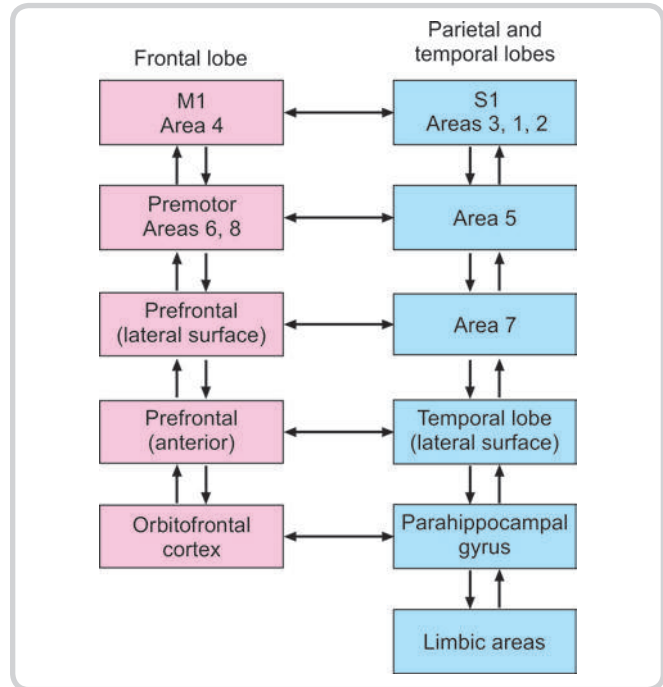 Frontal lobe
Parietal and
temporal lobes
M1
Area 4
S1
Areas 3, 1, 2
Premotor
Areas 6, 8
Area 5
Prefrontal
(lateral surface)
Area 7
Prefrontal
(anterior)
Temporal lobe
(lateral surface)
Orbitofrontal
cortex
Parahippocampal
gyrus
Limbic areas